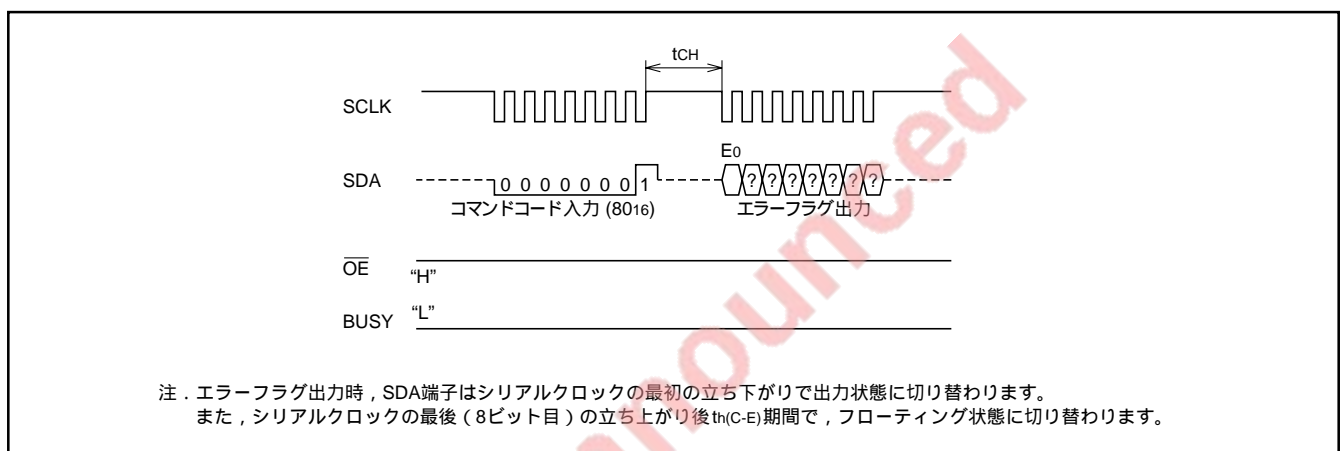 tCH
SCLK
E0
SDA
0 0 0 0 0 0 0 1
? ? ? ? ? ? ?
コマンドコード入力 (8016)
エラーフラグ出力
OE
“H”
BUSY
“L”
注．エラーフラグ出力時，SDA端子はシリアルクロックの最初の立ち下がりで出力状態に切り替わります。
また，シリアルクロックの最後（8ビット目）の立ち上がり後th(C-E)期間で，フローティング状態に切り替わります。
ounced